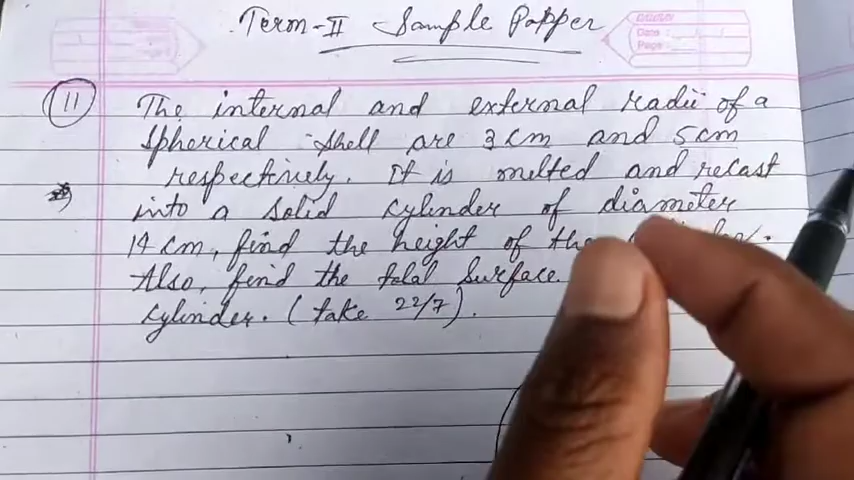 Term-II Sample Papper
Date :
Page :
11 The internal and external radii of a
spherical shell are 3 cm and 5 cm
respectively. It is melted and recast
into a solid cylinder of diameter
14 cm, find the height of the
Also, find the total surface
cylinder. (take 22/7).